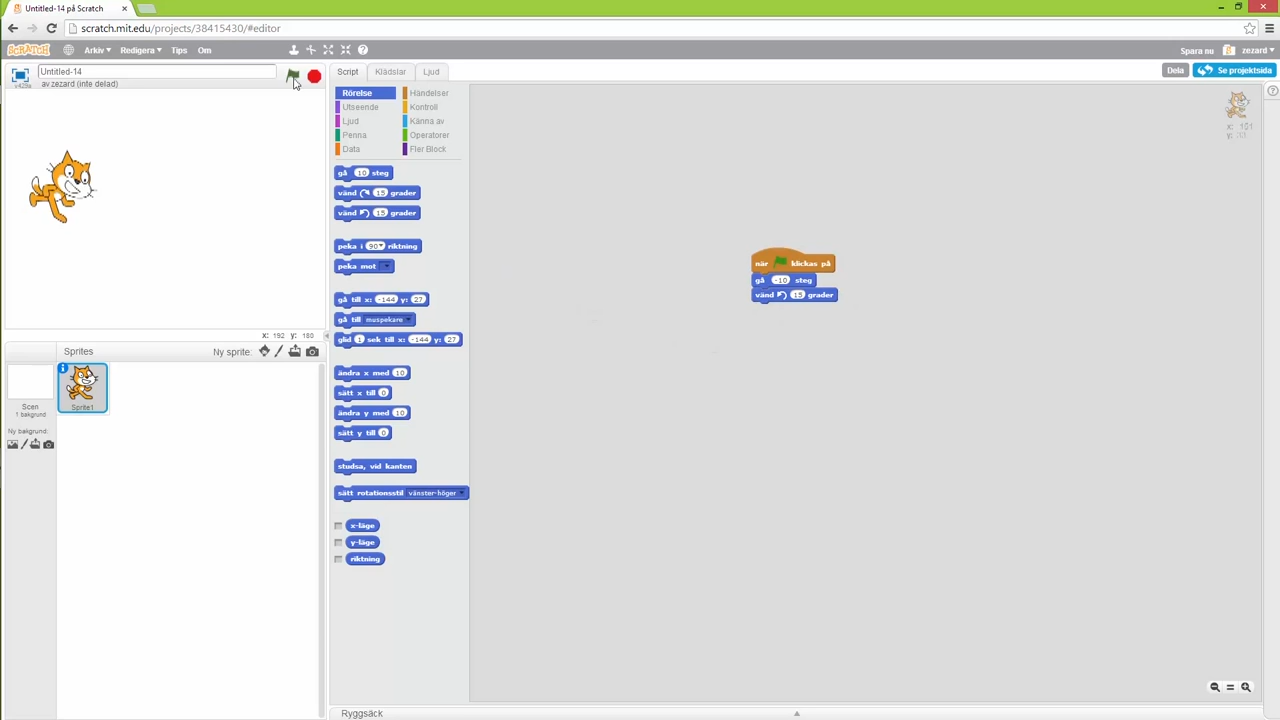 Untitled-14 på Scratch
scratch.mit.edu/projects/38415430/#editor
SCRATCH Arkiv Redigera Tips Om Spara nu zezard
Untitled-14
av zezard (inte delad)
Script Klädslar Ljud
Dela Se projektsida
Rörelse Händelser
Utseende Kontroll
Ljud Känna av
Penna Operatorer
Data Fler Block
gå 10 steg
vänd 15 grader
vänd 15 grader
peka i 90 riktning
peka mot
gå till x: -144 y: 27
gå till muspekare
glid 1 sek till x: -144 y: 27
ändra x med 10
sätt x till 0
ändra y med 10
sätt y till 0
studsa, vid kanten
sätt rotationsstil vänster-höger
x-läge
y-läge
riktning
när klickas på
gå -10 steg
vänd 15 grader
x: 192 y: 180
Sprites Ny sprite:
Scen
1 bakgrund
Ny bakgrund:
Sprite1
Ryggsäck